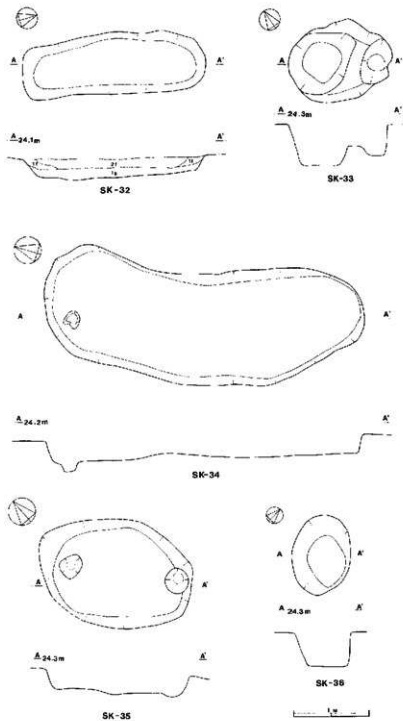 A A'
A 24.1m A'
SK-32
A A'
A 24.3m A'
SK-33
A A'
A 24.2m A'
SK-34
A A'
A 24.3m A'
SK-35
A A'
A 24.3m A'
SK-36
1 m